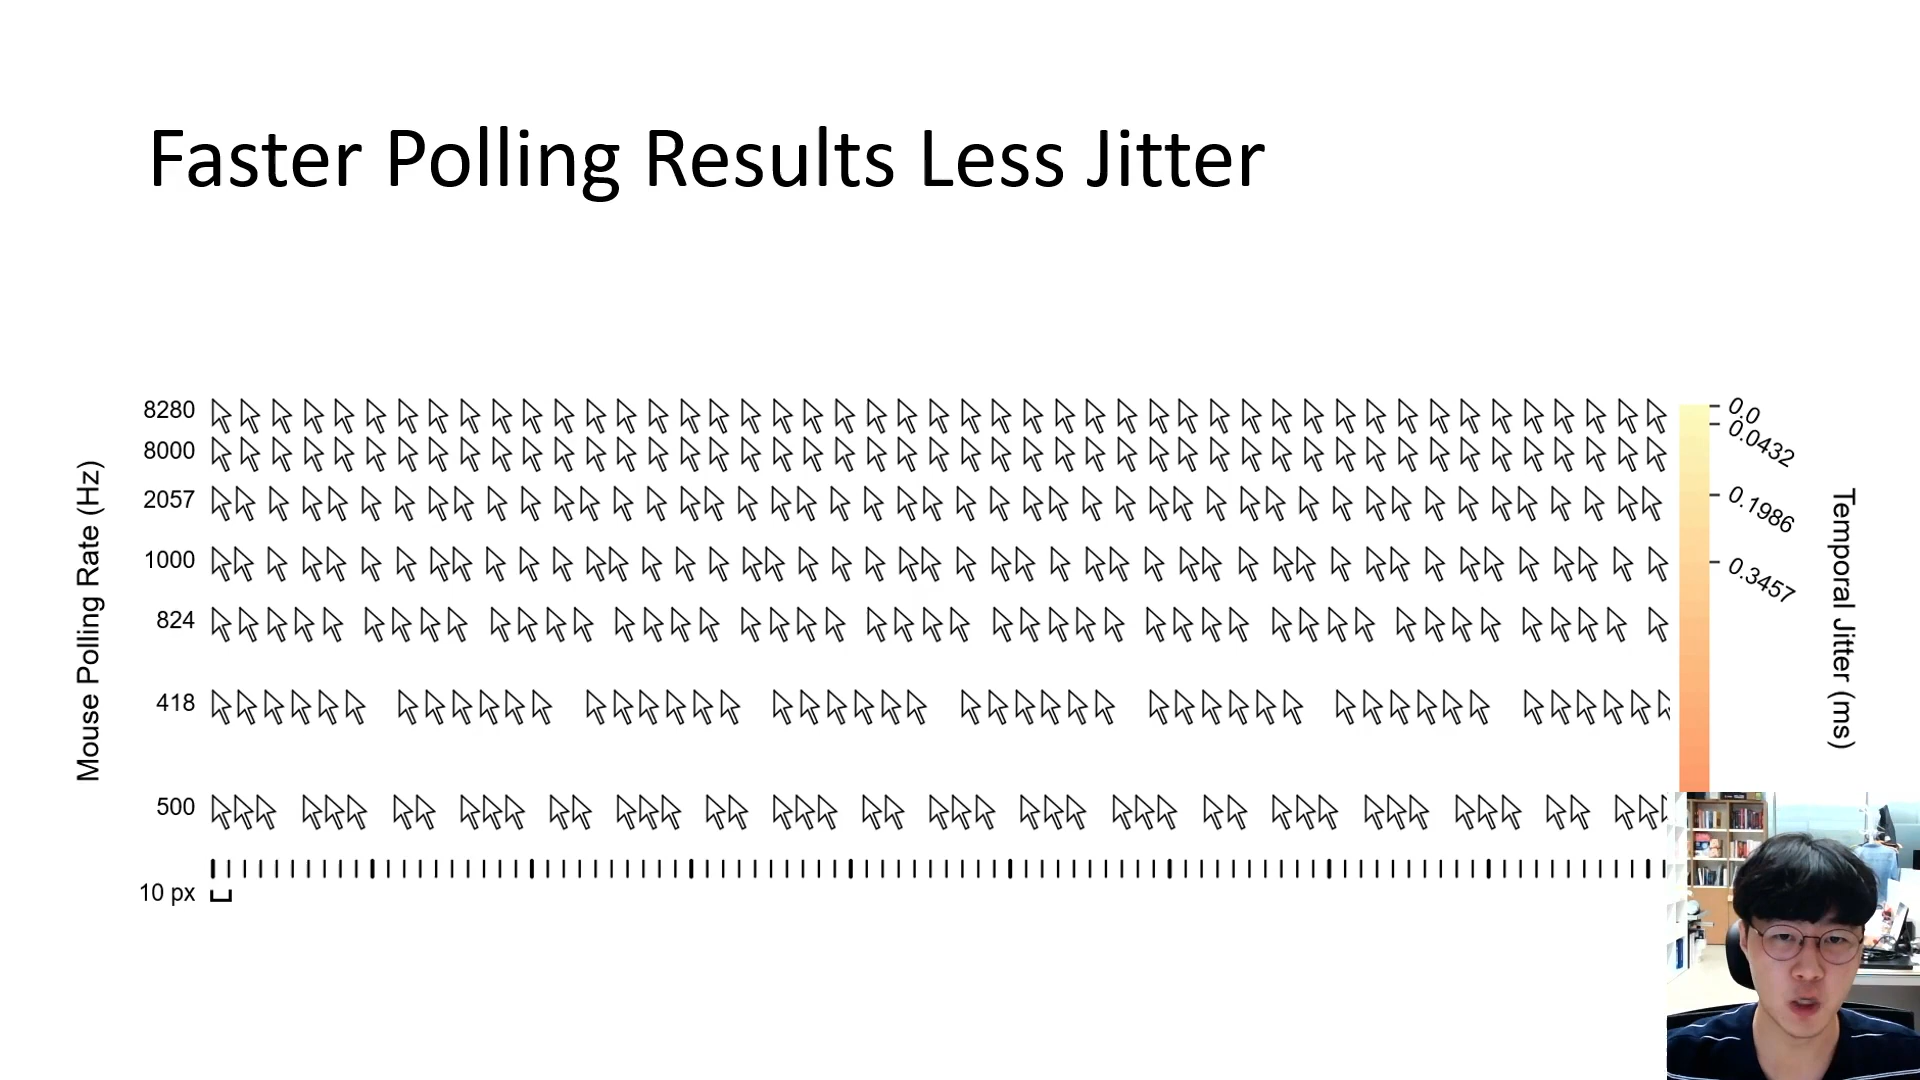 Faster Polling Results Less Jitter
Mouse Polling Rate (Hz)
8280
8000
2057
1000
824
418
500
10 px
0.0
0.0432
0.1986
0.3457
Temporal Jitter (ms)